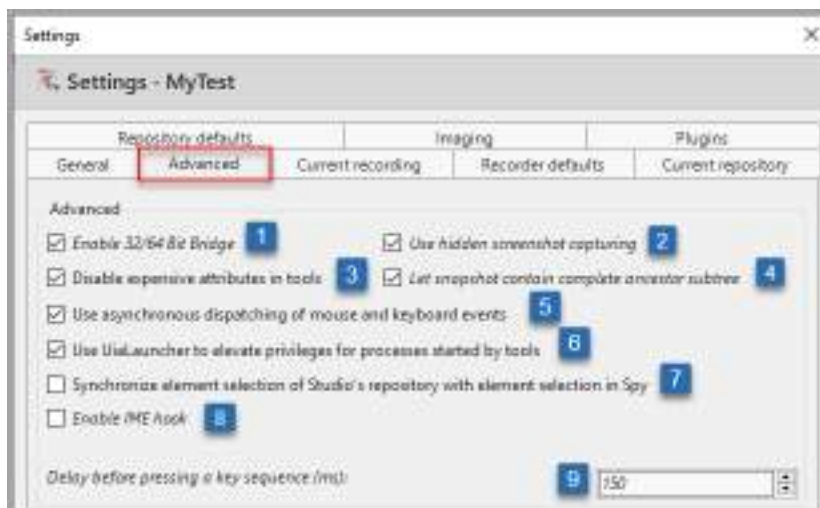 Settings
Settings - MyTest
Repository defaults Imaging Plugins
General Advanced Current recording Recorder defaults Current repository
Advanced
Enable 32/64 Bit Bridge 1 Use hidden screenshot capturing 2
Disable expensive attributes in tools 3 Let snapshot contain complete ancestor subtree 4
Use asynchronous dispatching of mouse and keyboard events 5
Use UiaLauncher to elevate privileges for processes started by tools 6
Synchronize element selection of Studio's repository with element selection in Spy 7
Enable IME hook 8
Delay before pressing a key sequence (ms): 9 150